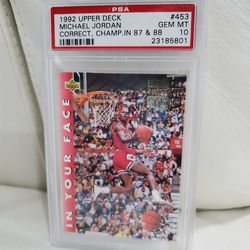 PSA
1992 UPPER DECK #453
MICHAEL JORDAN GEM MT
CORRECT, CHAMP.IN 87 & 88 10
23185801
IN YOUR FACE